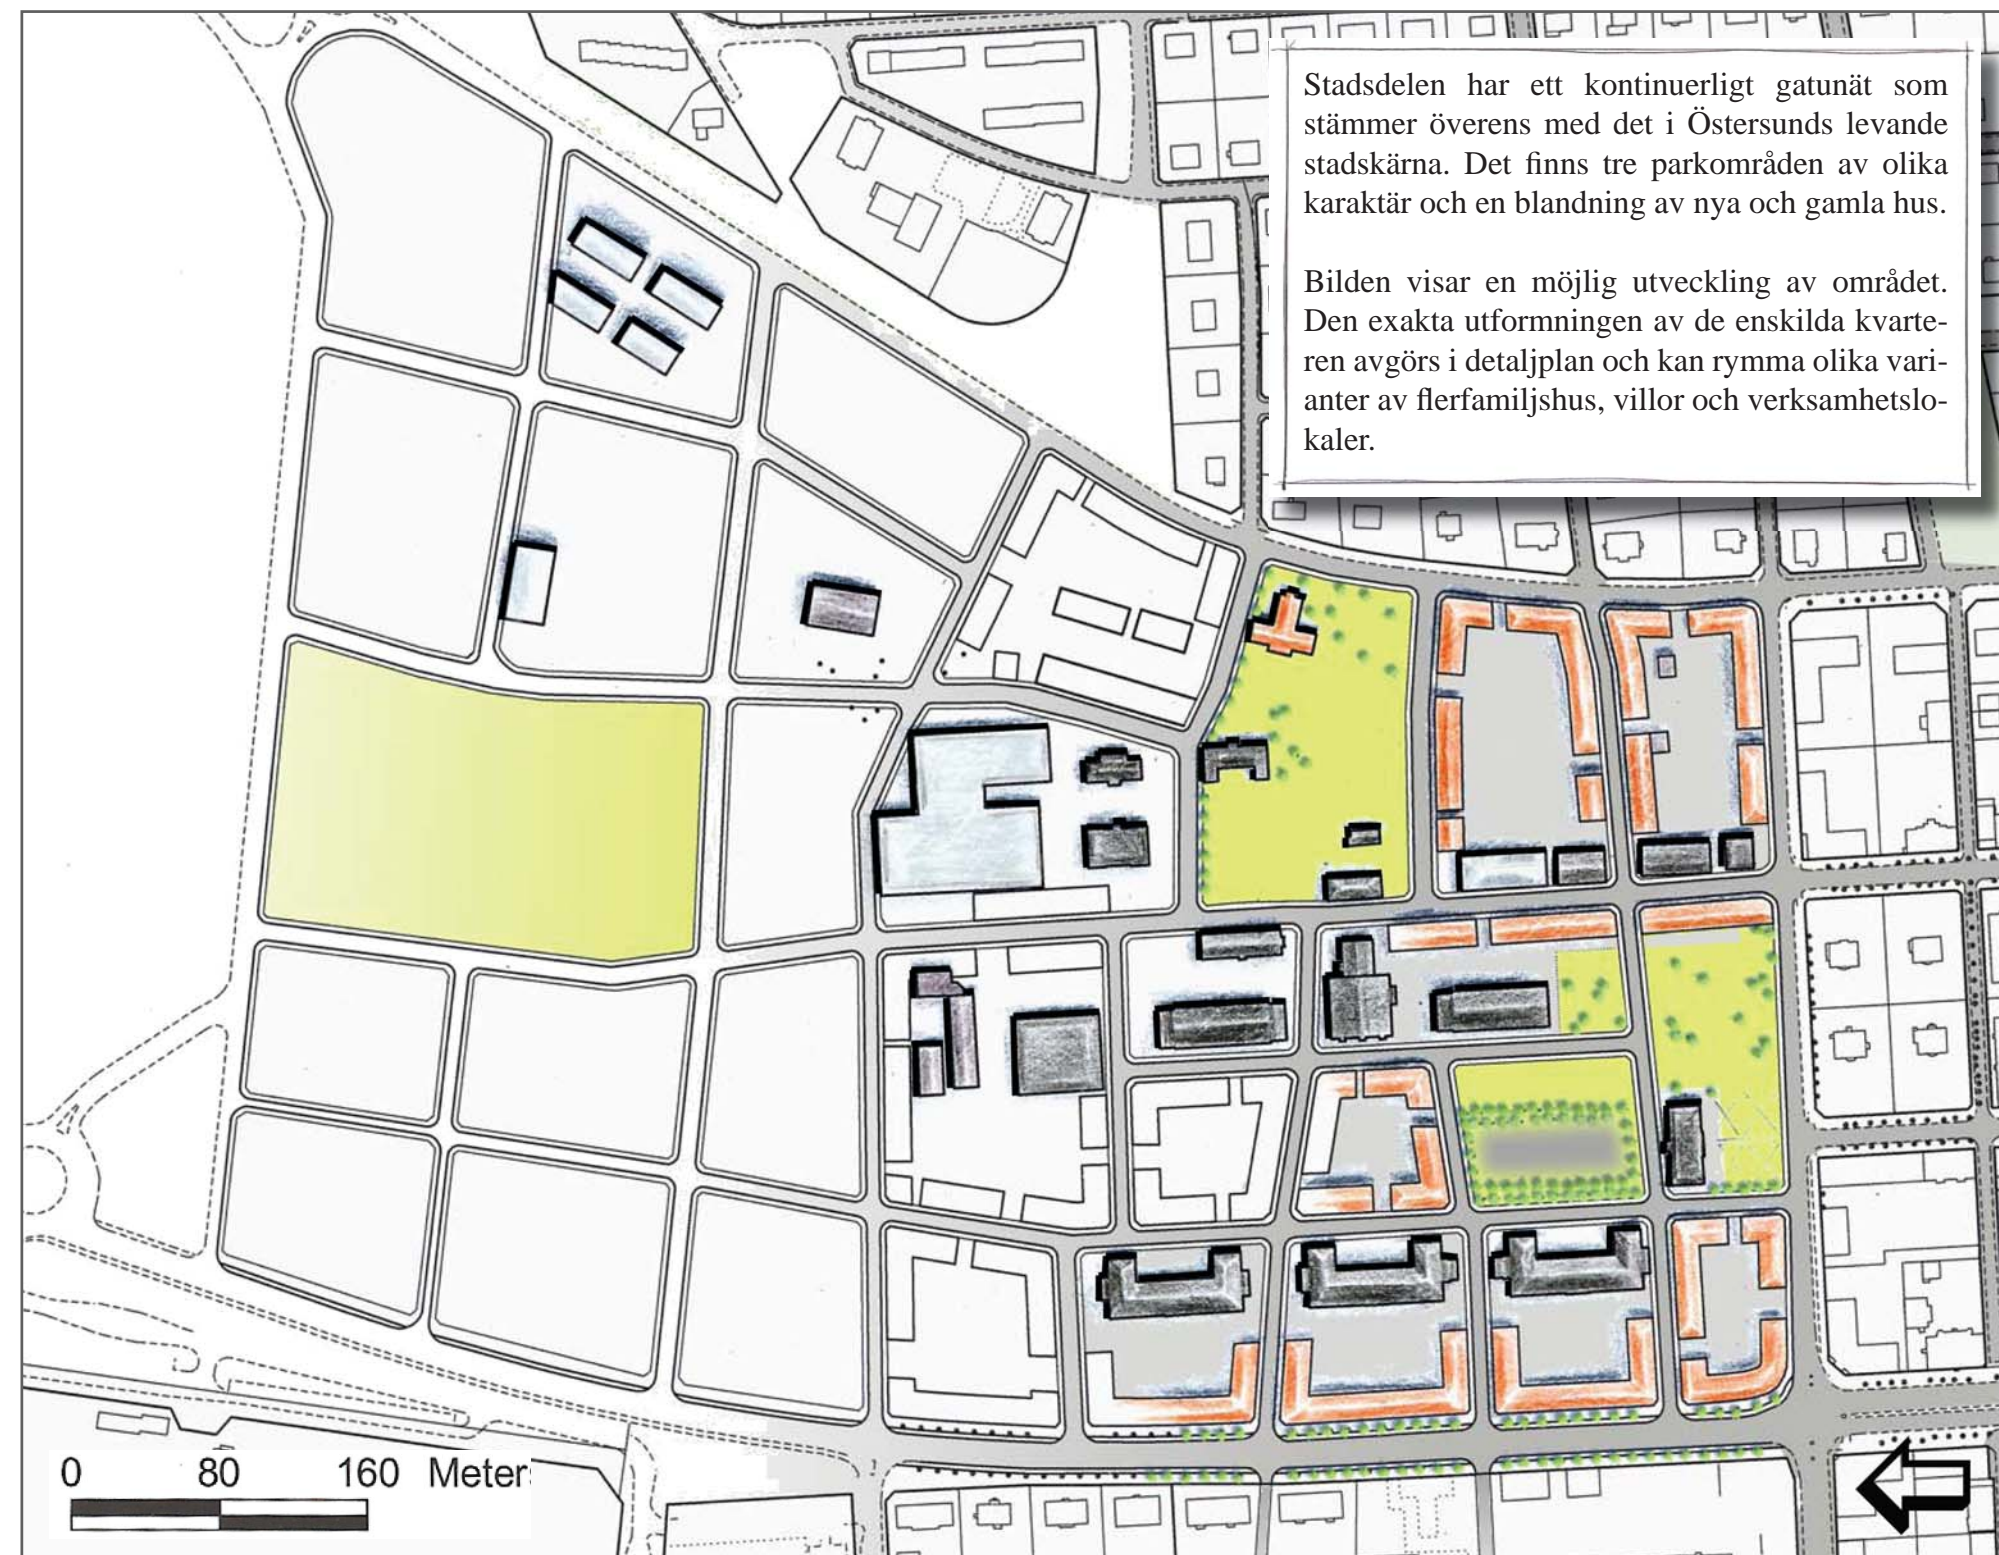 Stadsdelen har ett kontinuerligt gatunät som
stämmer överens med det i Östersunds levande
stadskärna. Det finns tre parkområden av olika
karaktär och en blandning av nya och gamla hus.
Bilden visar en möjlig utveckling av området.
Den exakta utformningen av de enskilda kvarte-
ren avgörs i detaljplan och kan rymma olika vari-
anter av flerfamiljshus, villor och verksamhetslo-
kaler.
0 80 160 Meter